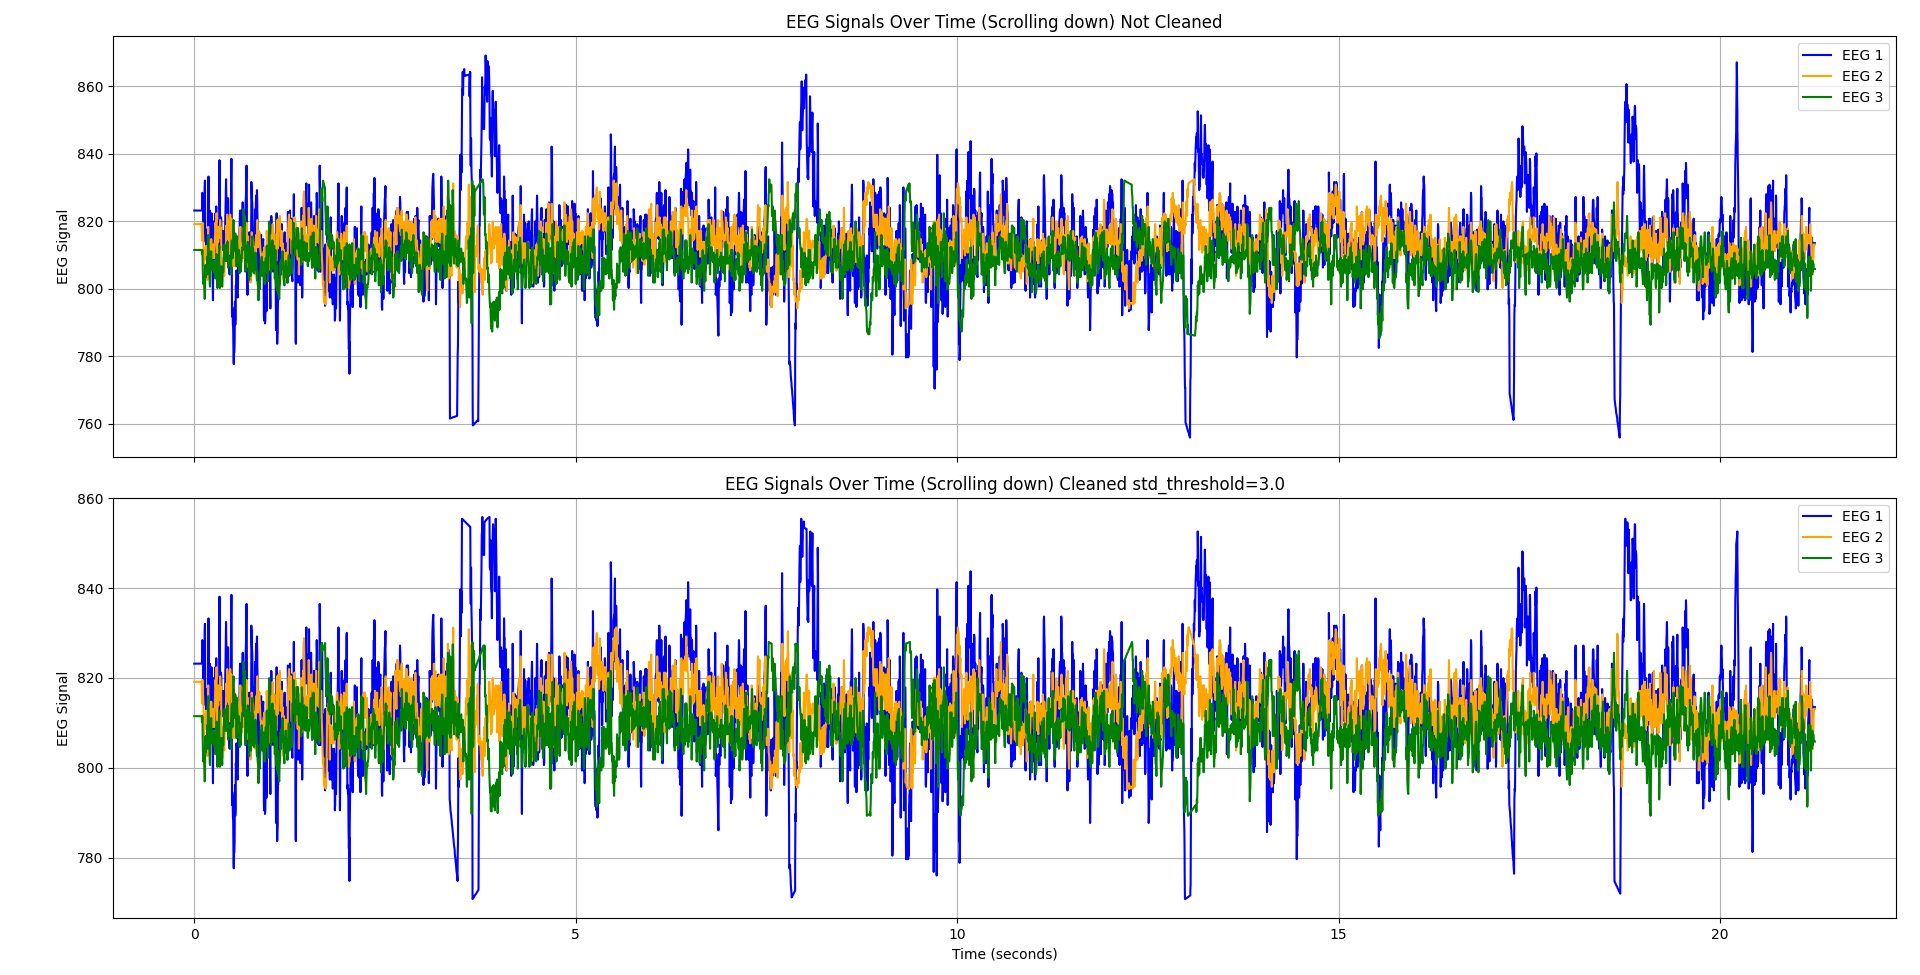 EEG Signals Over Time (Scrolling down) Not Cleaned
EEG 1
EEG 2
EEG 3
EEG Signal
860
840
820
800
780
760
EEG Signals Over Time (Scrolling down) Cleaned std_threshold=3.0
EEG 1
EEG 2
EEG 3
EEG Signal
860
840
820
800
780
0
5
10
15
20
Time (seconds)